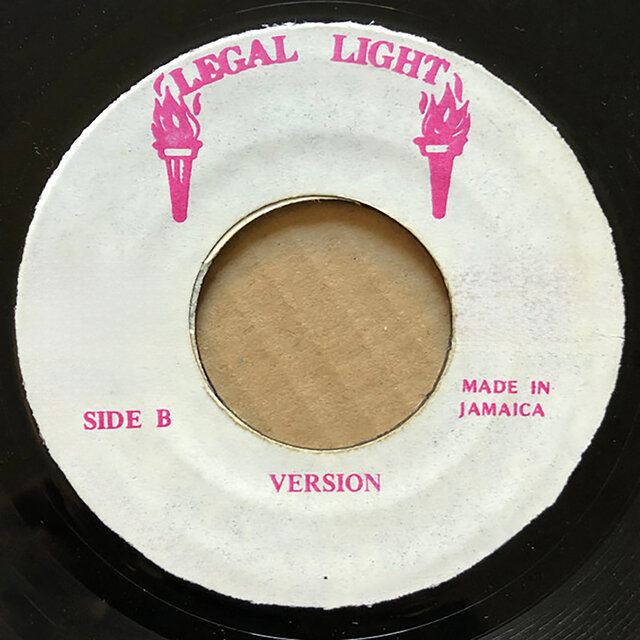 LEGAL LIGHT
SIDE B
MADE IN
JAMAICA
VERSION